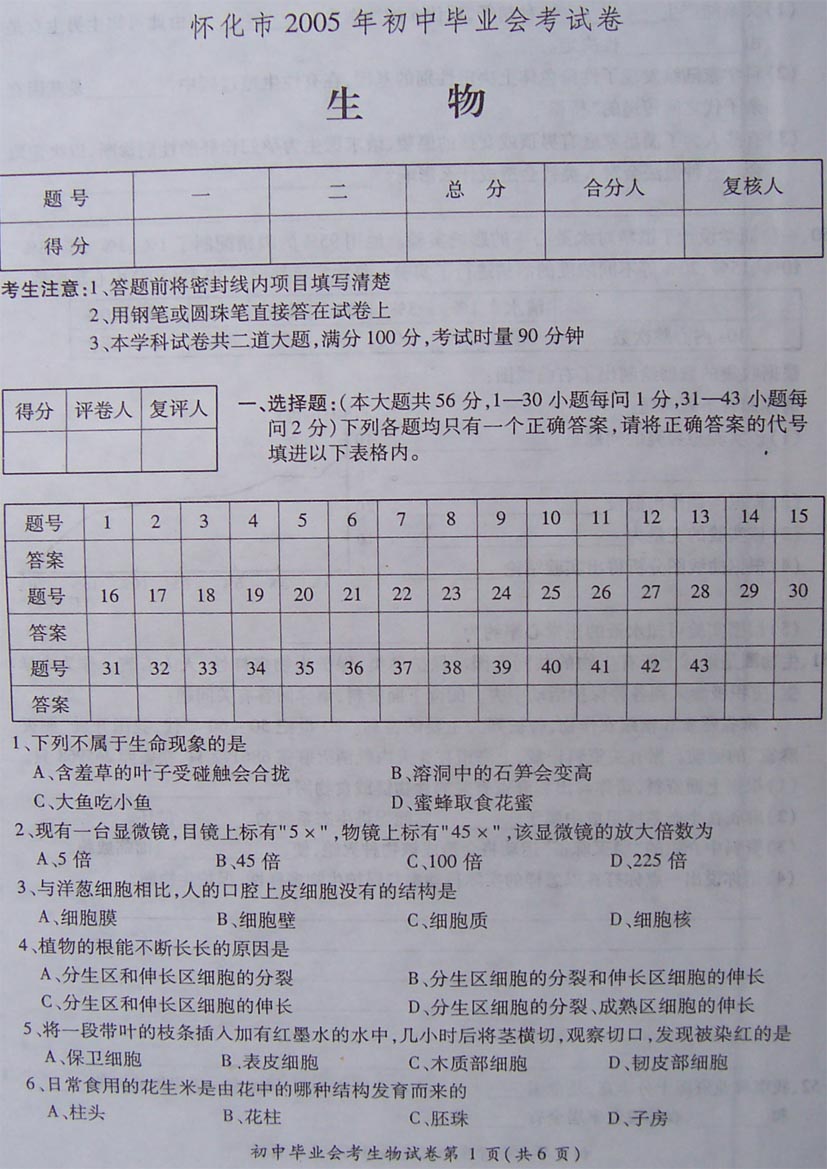 怀化市 2005 年初中毕业会考试卷
生 物
题 号 一 二 总 分 合分人 复核人
得 分
考生注意:1、答题前将密封线内项目填写清楚
2、用钢笔或圆珠笔直接答在试卷上
3、本学科试卷共二道大题,满分 100 分,考试时量 90 分钟
得分 评卷人 复评人
一、选择题:(本大题共 56 分,1—30 小题每问 1 分,31—43 小题每
问 2 分)下列各题均只有一个正确答案,请将正确答案的代号
填进以下表格内。
题号 1 2 3 4 5 6 7 8 9 10 11 12 13 14 15
答案
题号 16 17 18 19 20 21 22 23 24 25 26 27 28 29 30
答案
题号 31 32 33 34 35 36 37 38 39 40 41 42 43
答案
1、下列不属于生命现象的是
A、含羞草的叶子受碰触会合拢 B、溶洞中的石笋会变高
C、大鱼吃小鱼 D、蜜蜂取食花蜜
2、现有一台显微镜,目镜上标有"5×",物镜上标有"45×",该显微镜的放大倍数为
A、5 倍 B、45 倍 C、100 倍 D、225 倍
3、与洋葱细胞相比,人的口腔上皮细胞没有的结构是
A、细胞膜 B、细胞壁 C、细胞质 D、细胞核
4、植物的根能不断长长的原因是
A、分生区和伸长区细胞的分裂 B、分生区细胞的分裂和伸长区细胞的伸长
C、分生区和伸长区细胞的伸长 D、分生区细胞的分裂、成熟区细胞的伸长
5、将一段带叶的枝条插入加有红墨水的水中,几小时后将茎横切,观察切口,发现被染红的是
A、保卫细胞 B、表皮细胞 C、木质部细胞 D、韧皮部细胞
6、日常食用的花生米是由花中的哪种结构发育而来的
A、柱头 B、花柱 C、胚珠 D、子房
初中毕业会考生物试卷第 1 页(共 6 页)